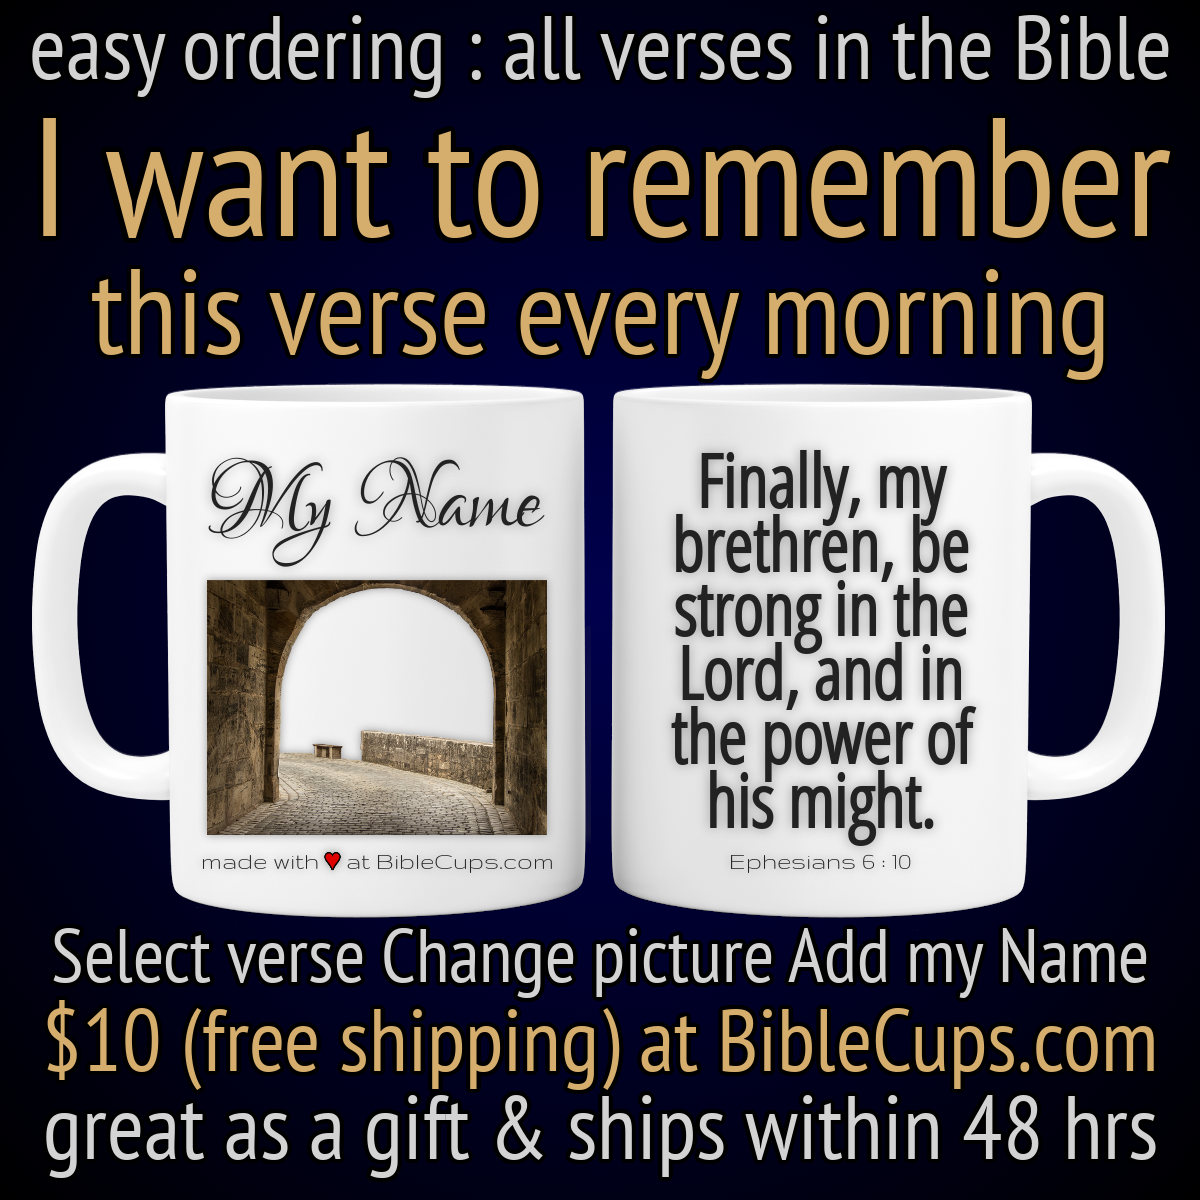 easy ordering : all verses in the Bible
I want to remember
this verse every morning
My Name
made with ♥ at BibleCups.com
Finally, my
brethren, be
strong in the
Lord, and in
the power of
his might.
Ephesians 6 : 10
Select verse Change picture Add my Name
$10 (free shipping) at BibleCups.com
great as a gift & ships within 48 hrs